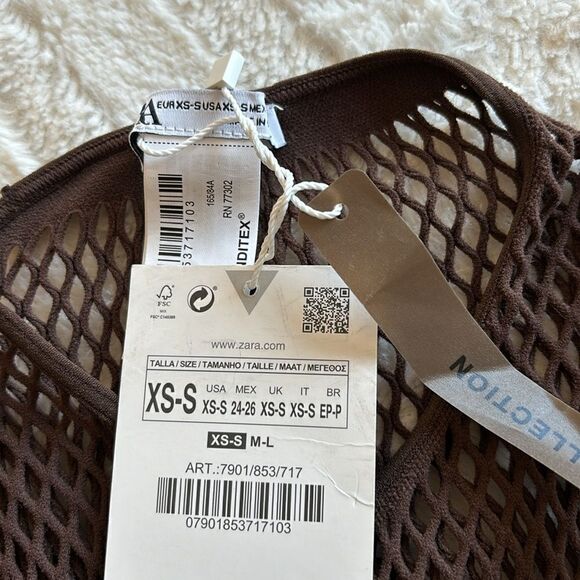 EUR XS-S USA XS-S MEX
165/84A
RN 77302
INDITEX®
53717103
FSC
MIX
www.zara.com
TALLA / SIZE / TAMANHO / TAILLE / MAAT / ΜΕΓΕΘΟΣ
XS-S
USA MEX UK IT BR
XS-S 24-26 XS-S XS-S EP-P
XS-S M-L
ART.:7901/853/717
07901853717103
LLECTION